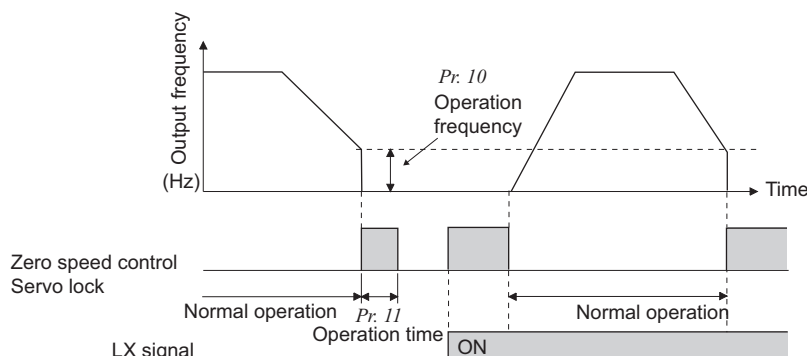 Output frequency
(Hz)
Pr. 10
Operation
frequency
Time
Zero speed control
Servo lock
Normal operation
Pr. 11
Operation time
Normal operation
LX signal
ON